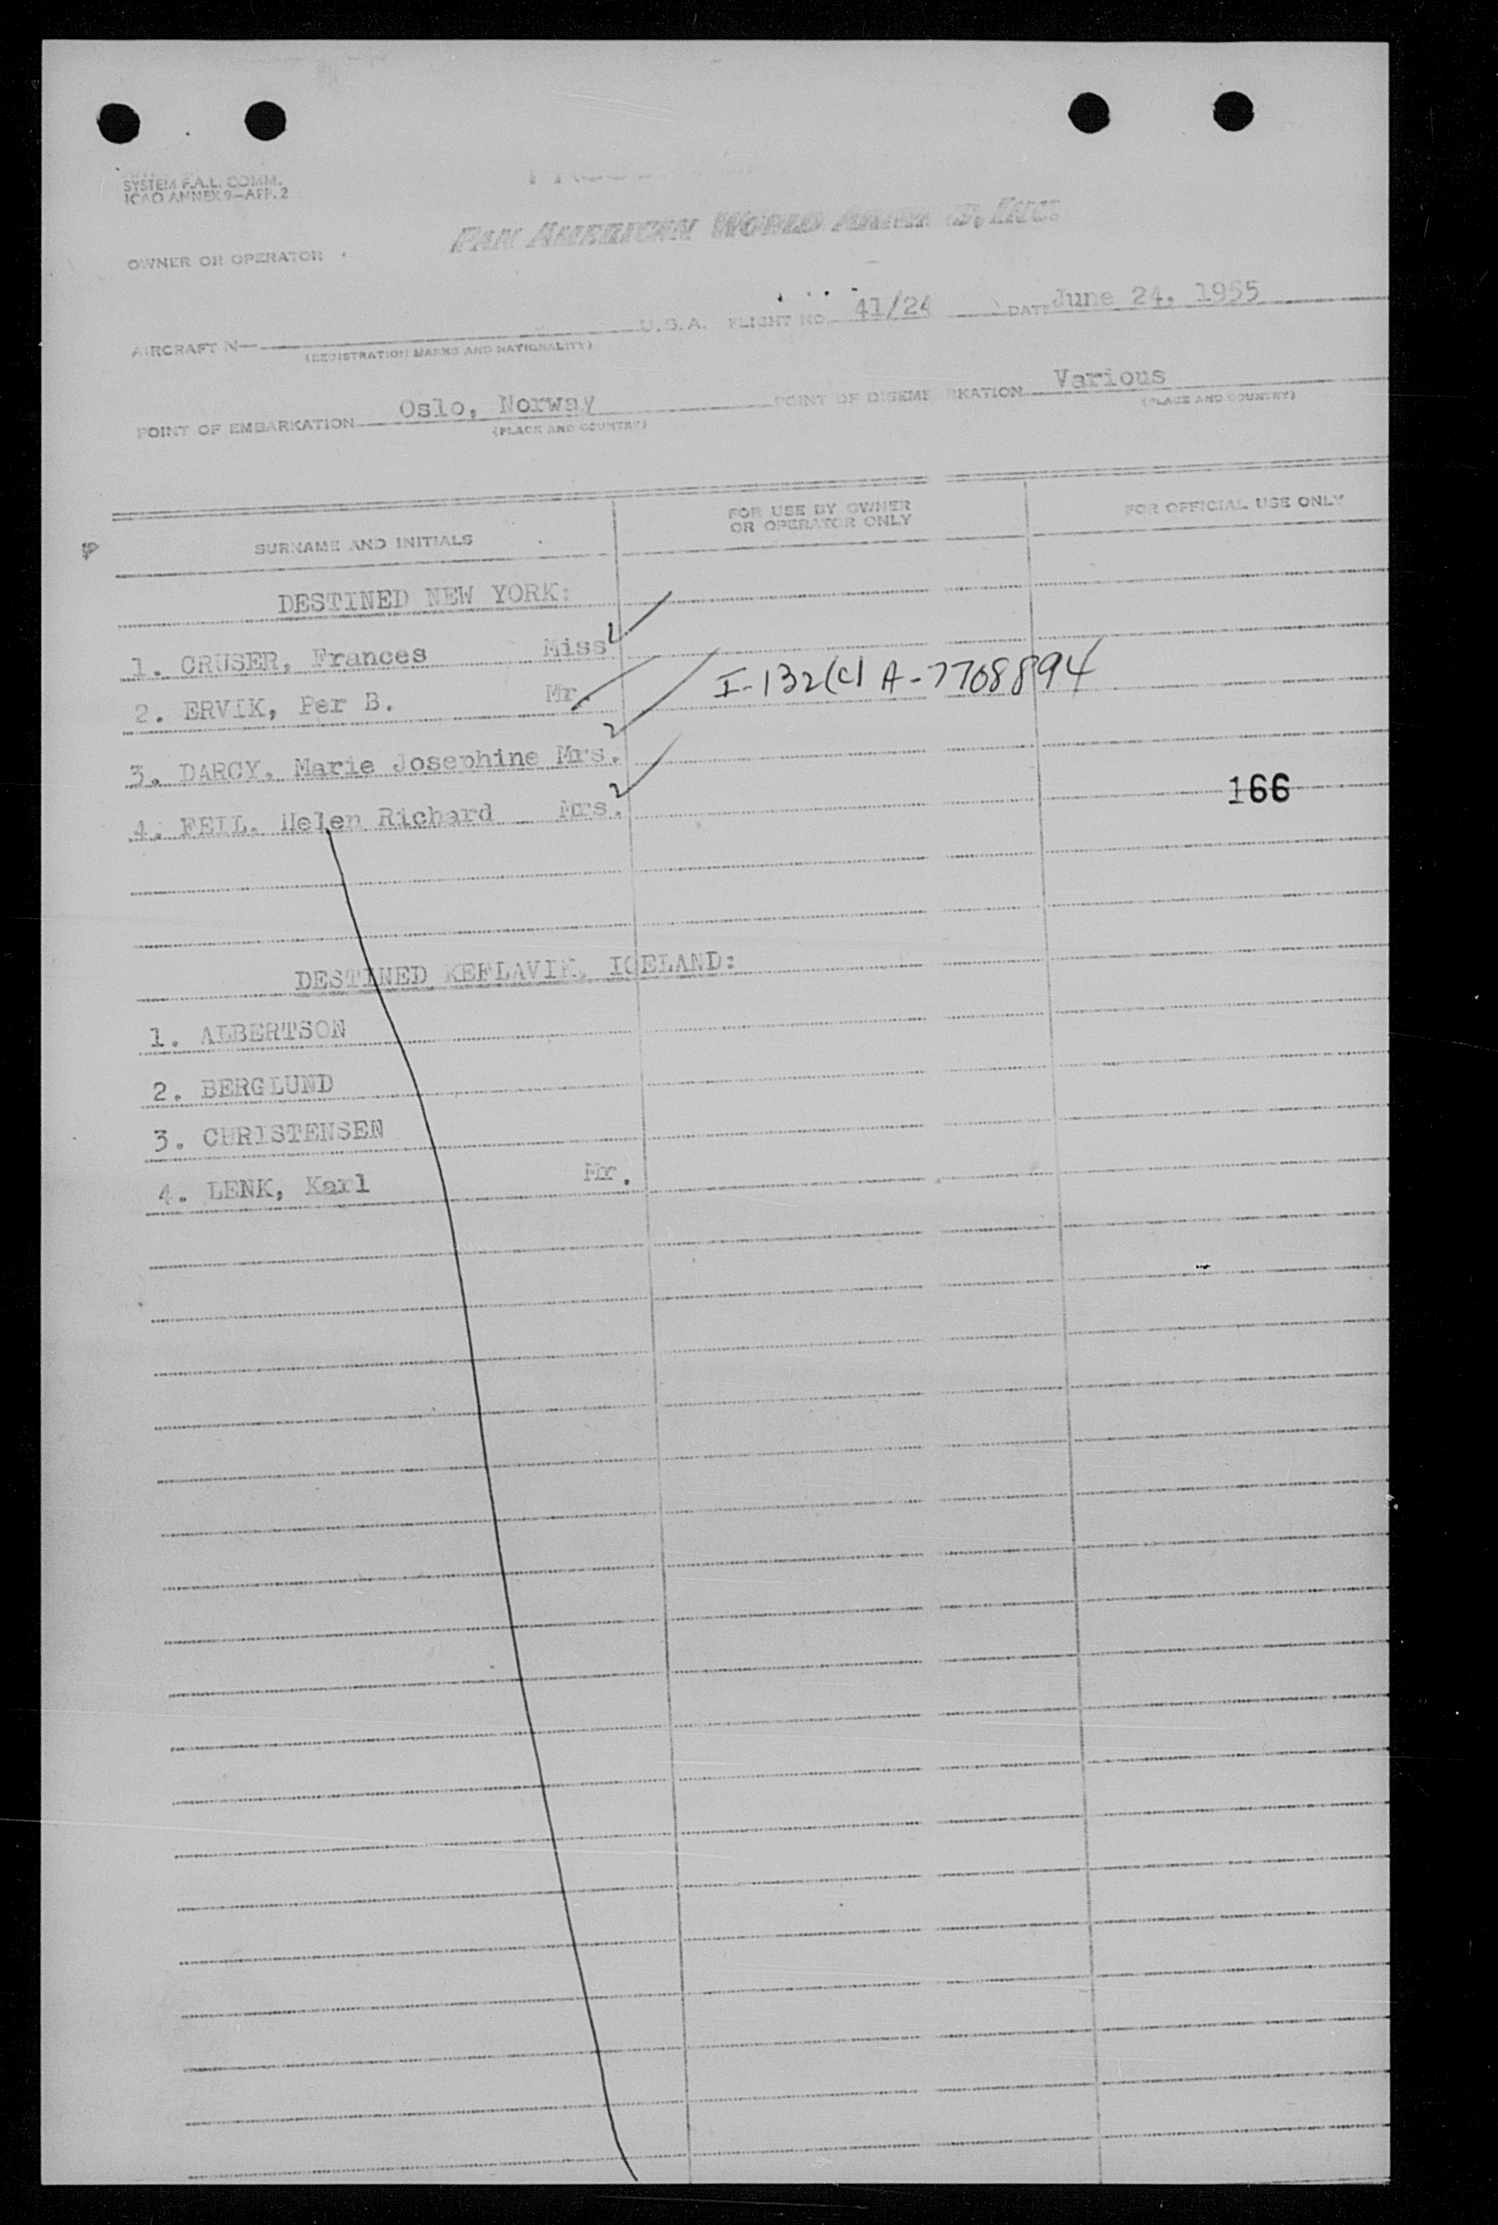 SYSTEM F.A.L. COMM.
ICAO ANNEX 9—APP. 2
PAN AMERICAN WORLD INC.
OWNER OR OPERATOR
AIRCRAFT N— U.S.A. FLIGHT NO. 41/24 DATE June 24, 1955
(REGISTRATION MARKS AND NATIONALITY)
POINT OF EMBARKATION Oslo, Norway POINT OF DISEMBARKATION Various
(PLACE AND COUNTRY) (PLACE AND COUNTRY)
SURNAME AND INITIALS FOR USE BY OWNER OR OPERATOR ONLY FOR OFFICIAL USE ONLY
DESTINED NEW YORK:
1. CRUSER, Frances Miss
2. ERVIK, Per B. Mr. I-132(c) A-7708894
3. DARCY, Marie Josephine Mrs.
4. FEIL, Helen Richard Mrs. 166
DESTINED KEFLAVIK, ICELAND:
1. ALBERTSON
2. BERGLUND
3. CHRISTENSEN
4. LENK, Karl Mr.